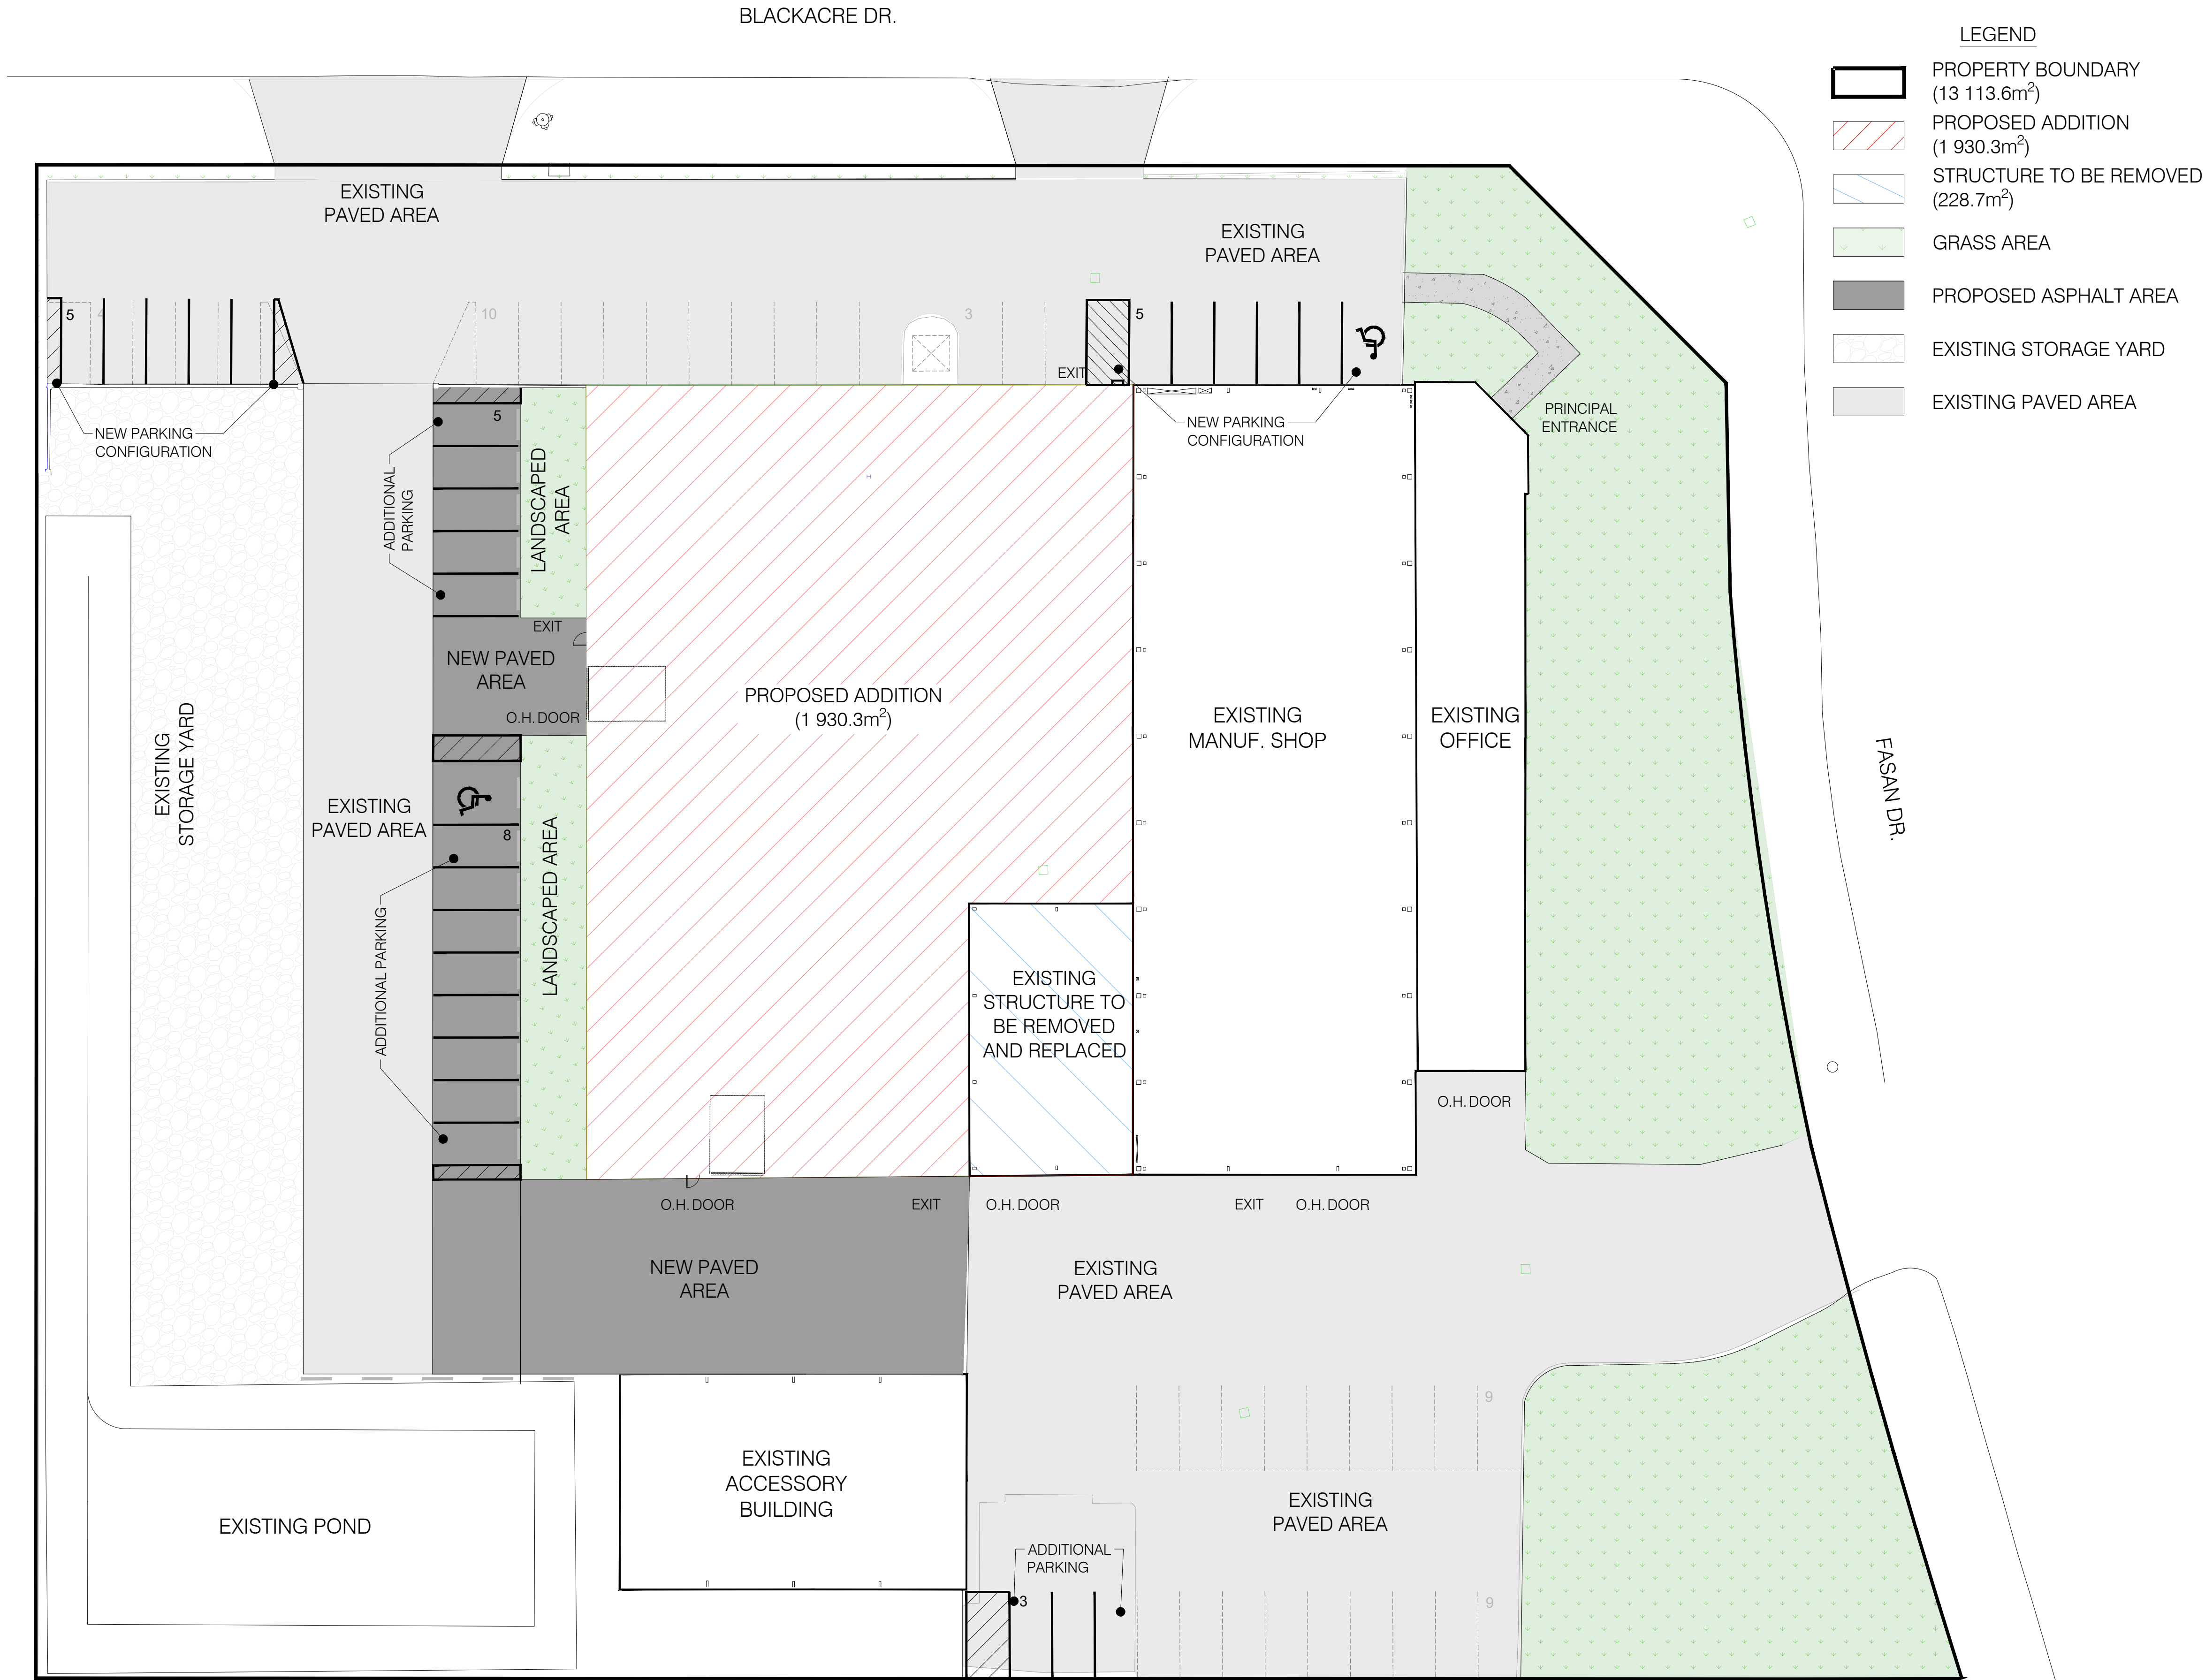 BLACKACRE DR.
LEGEND
PROPERTY BOUNDARY
(13 113.6m²)
PROPOSED ADDITION
(1 930.3m²)
STRUCTURE TO BE REMOVED
(228.7m²)
GRASS AREA
PROPOSED ASPHALT AREA
EXISTING STORAGE YARD
EXISTING PAVED AREA
EXISTING
PAVED AREA
EXISTING
PAVED AREA
5
4
10
3
5
EXIT
NEW PARKING
CONFIGURATION
NEW PARKING
CONFIGURATION
PRINCIPAL
ENTRANCE
5
ADDITIONAL
PARKING
LANDSCAPED
AREA
EXIT
NEW PAVED
AREA
O.H. DOOR
PROPOSED ADDITION
(1 930.3m²)
EXISTING
MANUF. SHOP
EXISTING
OFFICE
FASAN DR.
EXISTING
STORAGE YARD
EXISTING
PAVED AREA
8
LANDSCAPED AREA
ADDITIONAL PARKING
EXISTING
STRUCTURE TO
BE REMOVED
AND REPLACED
O.H. DOOR
O.H. DOOR
EXIT
O.H. DOOR
EXIT
O.H. DOOR
NEW PAVED
AREA
EXISTING
PAVED AREA
9
EXISTING
ACCESSORY
BUILDING
EXISTING
PAVED AREA
EXISTING POND
ADDITIONAL
PARKING
3
9